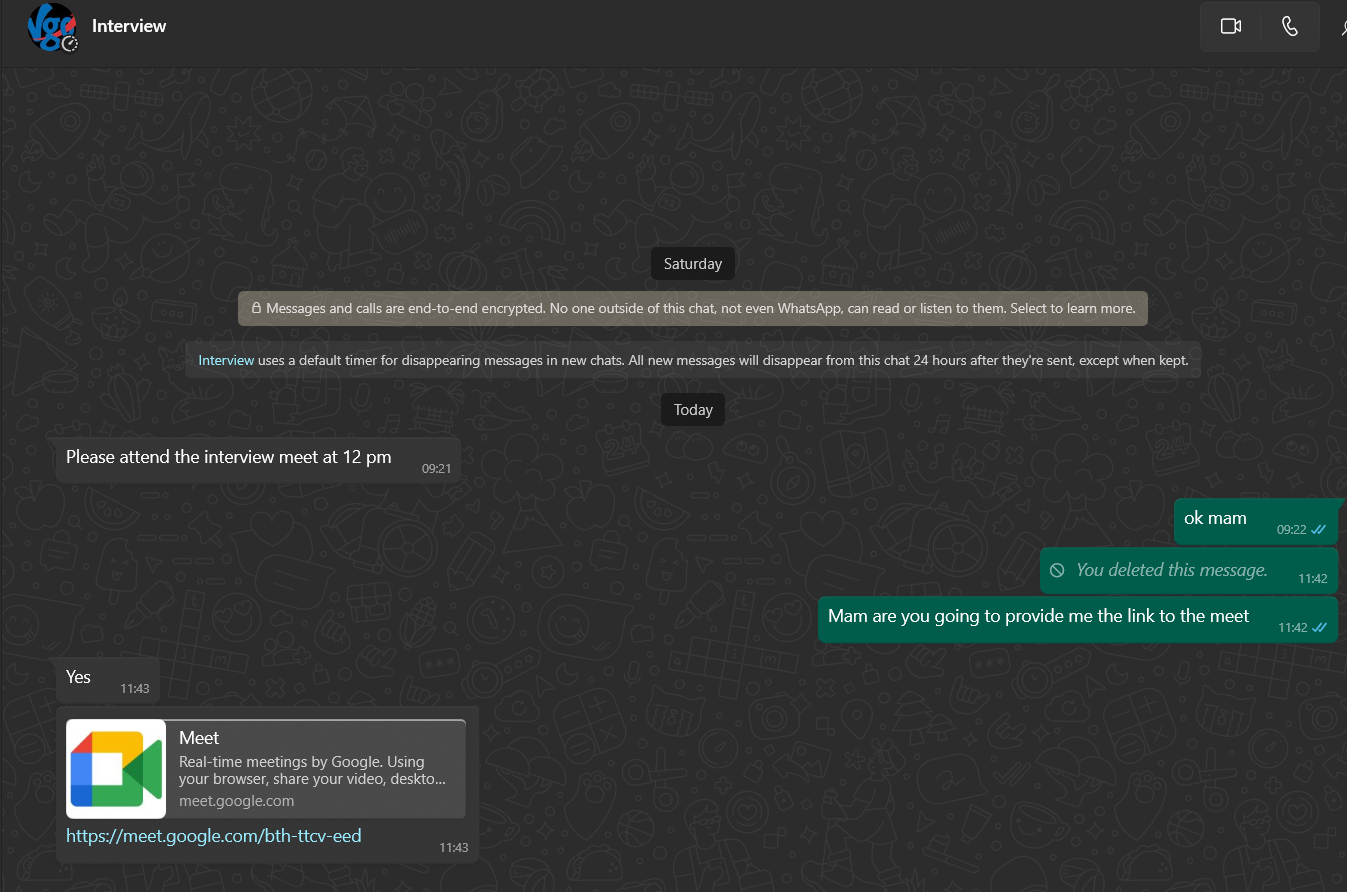 Vgo
Interview
Saturday
Messages and calls are end-to-end encrypted. No one outside of this chat, not even WhatsApp, can read or listen to them. Select to learn more.
Interview uses a default timer for disappearing messages in new chats. All new messages will disappear from this chat 24 hours after they're sent, except when kept.
Today
Please attend the interview meet at 12 pm
09:21
ok mam
09:22
You deleted this message.
11:42
Mam are you going to provide me the link to the meet
11:42
Yes
11:43
Meet
Real-time meetings by Google. Using
your browser, share your video, deskto...
meet.google.com
https://meet.google.com/bth-ttcv-eed
11:43